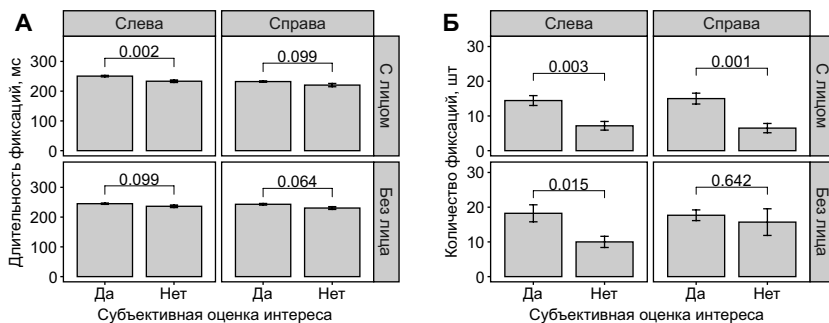 А
Слева Справа
Длительность фиксаций, мс
300
200
100
0
0.002
0.099
С лицом
300
200
100
0
0.099
0.064
Без лица
Да Нет Да Нет
Субъективная оценка интереса
Б
Слева Справа
Количество фиксаций, шт
30
20
10
0
0.003
0.001
С лицом
30
20
10
0
0.015
0.642
Без лица
Да Нет Да Нет
Субъективная оценка интереса